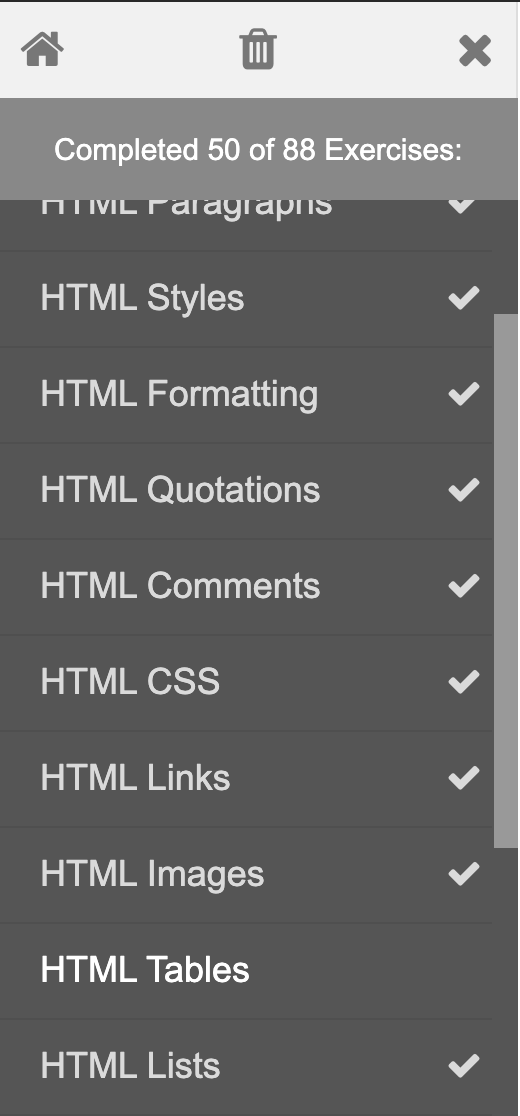 Completed 50 of 88 Exercises:
HTML Paragraphs
HTML Styles
HTML Formatting
HTML Quotations
HTML Comments
HTML CSS
HTML Links
HTML Images
HTML Tables
HTML Lists